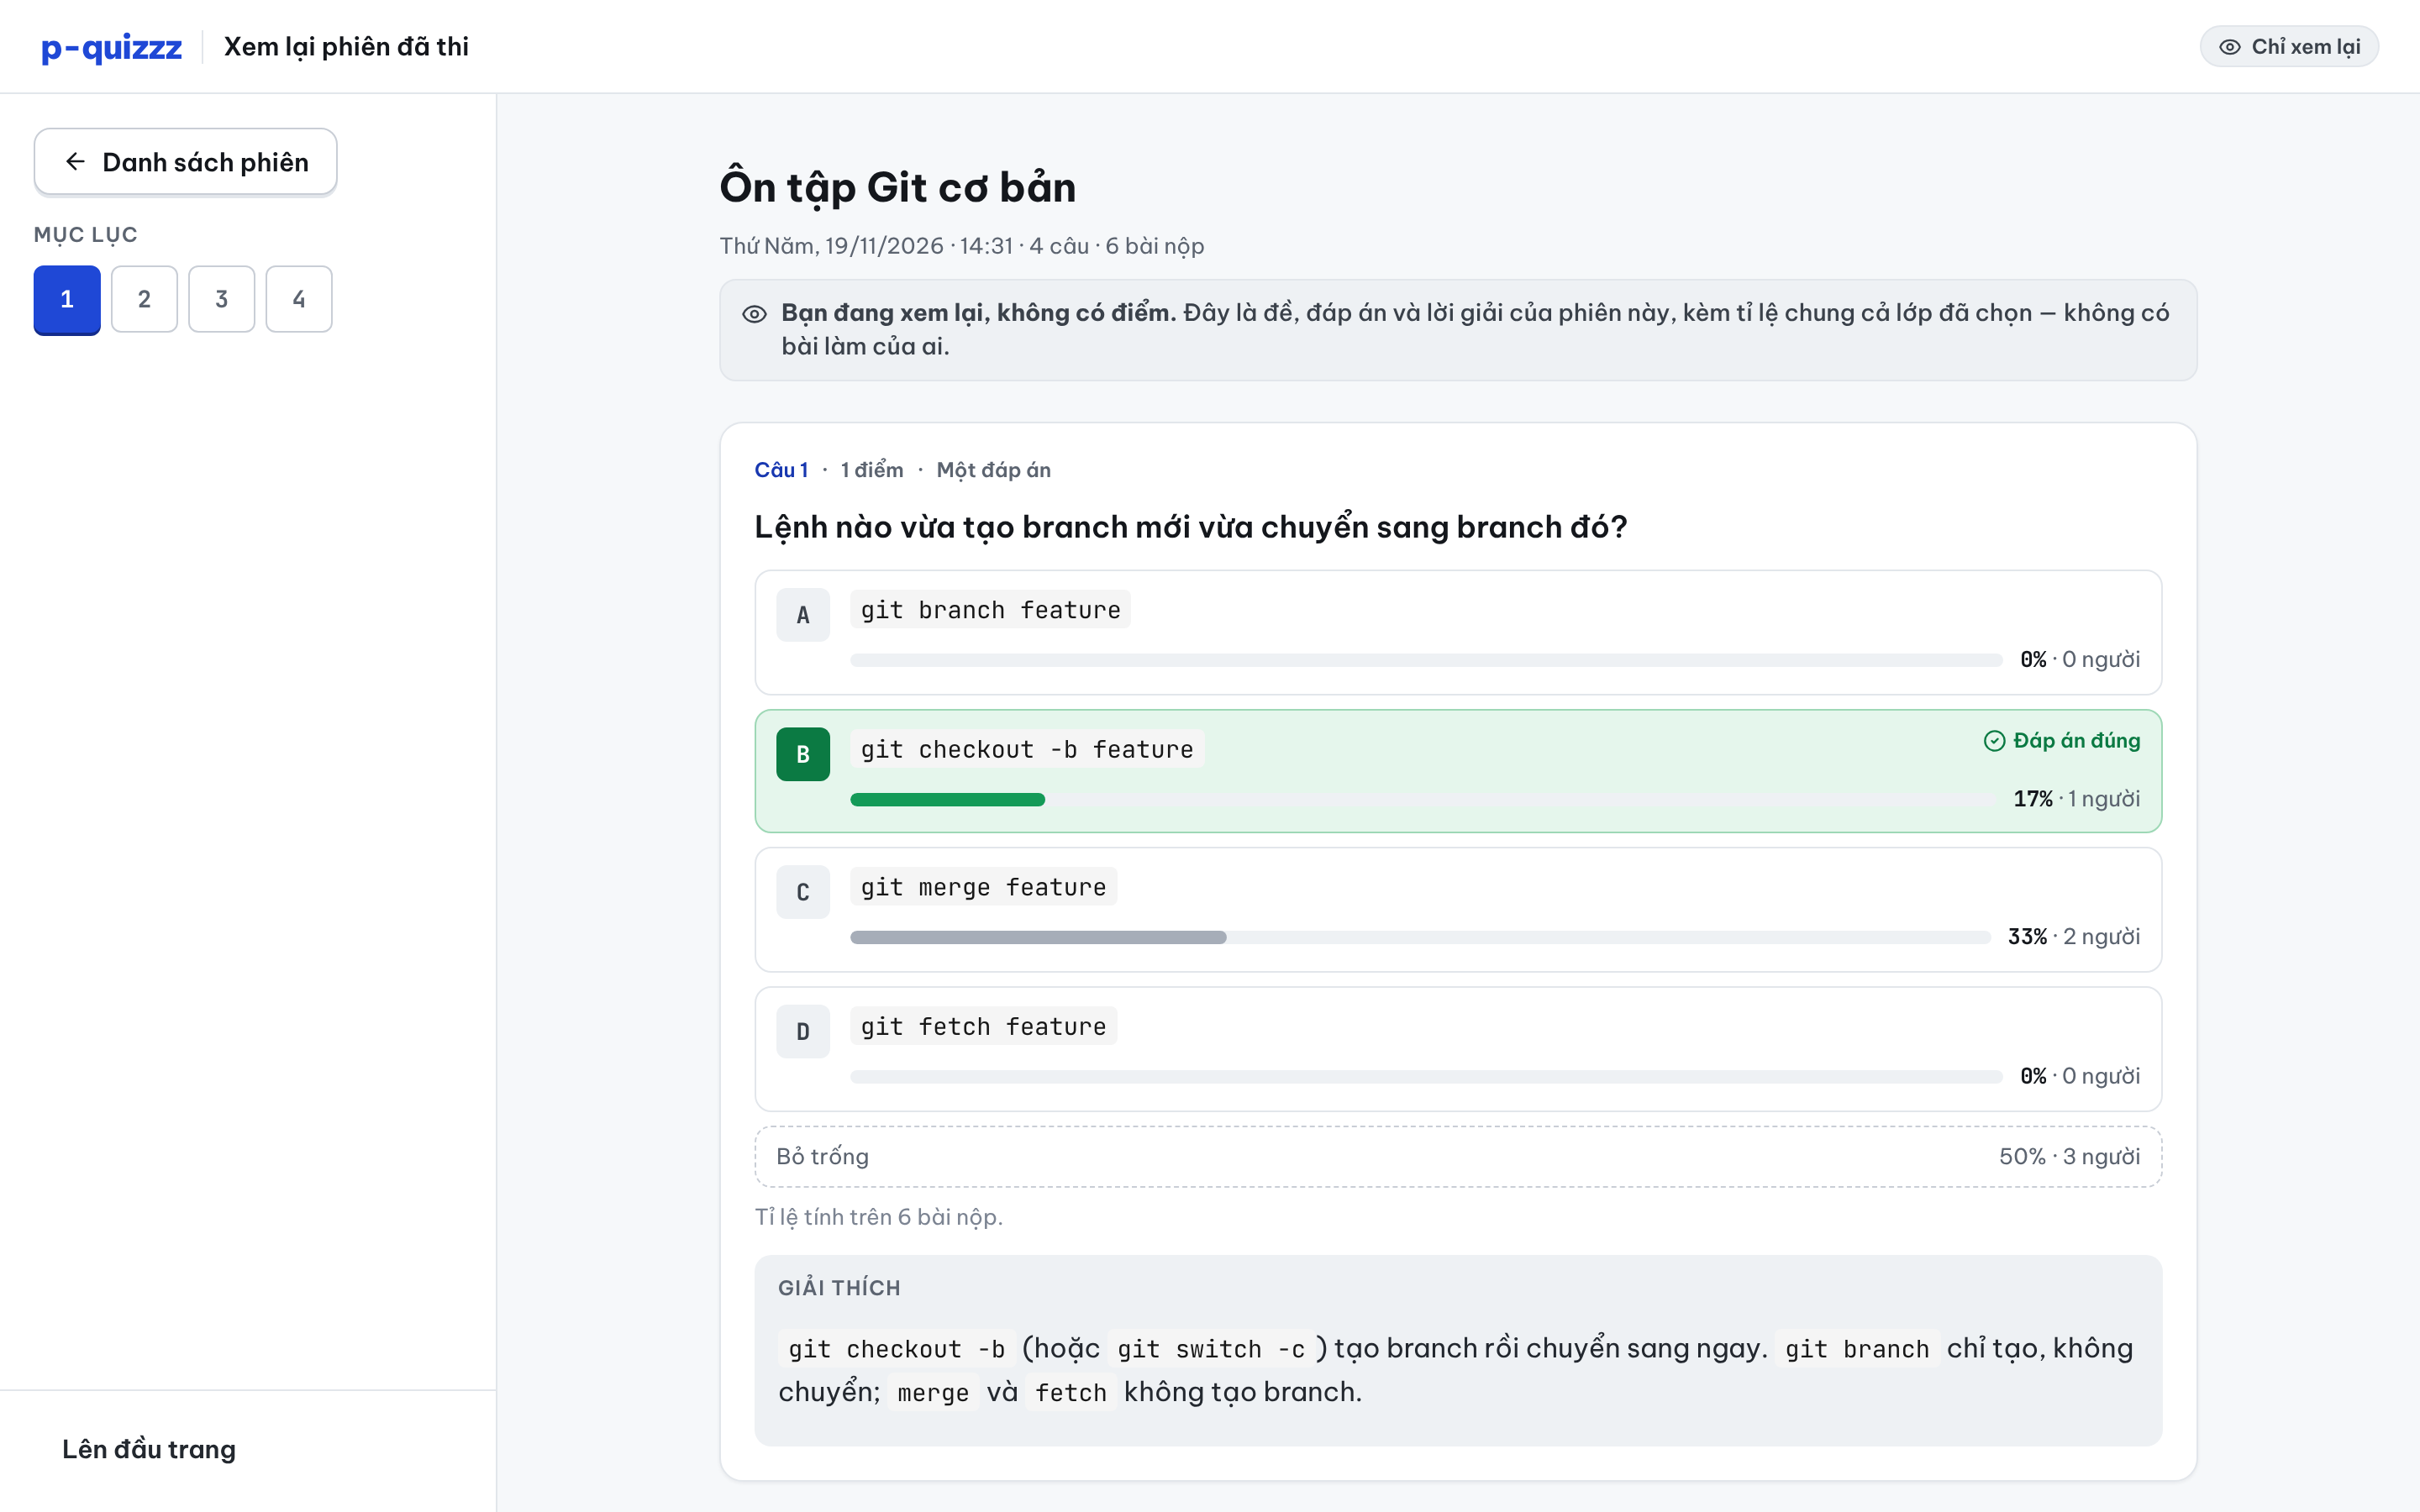 p-quizzz
Xem lại phiên đã thi
Chỉ xem lại
Danh sách phiên
MỤC LỤC
1 2 3 4
Ôn tập Git cơ bản
Thứ Năm, 19/11/2026 · 14:31 · 4 câu · 6 bài nộp
Bạn đang xem lại, không có điểm. Đây là đề, đáp án và lời giải của phiên này, kèm tỉ lệ chung cả lớp đã chọn — không có
bài làm của ai.
Câu 1 · 1 điểm · Một đáp án
Lệnh nào vừa tạo branch mới vừa chuyển sang branch đó?
A git branch feature
0% · 0 người
B git checkout -b feature
Đáp án đúng
17% · 1 người
C git merge feature
33% · 2 người
D git fetch feature
0% · 0 người
Bỏ trống 50% · 3 người
Tỉ lệ tính trên 6 bài nộp.
GIẢI THÍCH
git checkout -b (hoặc git switch -c) tạo branch rồi chuyển sang ngay. git branch chỉ tạo, không
chuyển; merge và fetch không tạo branch.
Lên đầu trang